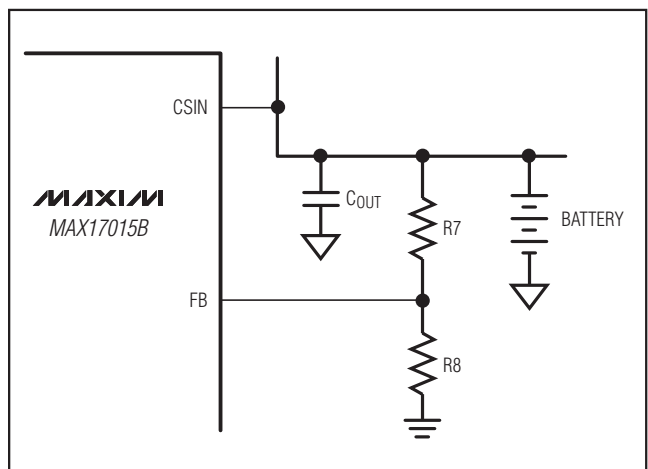 CSIN
MAXIM
MAX17015B
COUT
R7
BATTERY
FB
R8